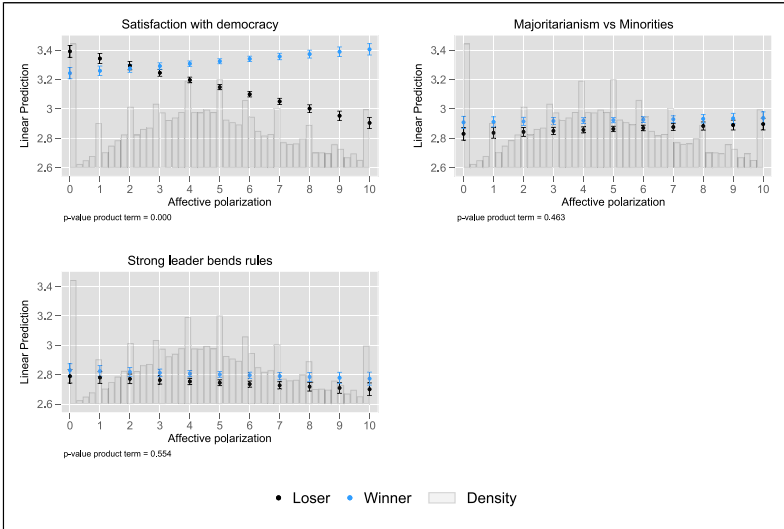 Satisfaction with democracy
Linear Prediction
3,4
3,2
3
2,8
2,6
0 1 2 3 4 5 6 7 8 9 10
Affective polarization
p-value product term = 0.000
Majoritarianism vs Minorities
Linear Prediction
3,4
3,2
3
2,8
2,6
0 1 2 3 4 5 6 7 8 9 10
Affective polarization
p-value product term = 0.463
Strong leader bends rules
Linear Prediction
3,4
3,2
3
2,8
2,6
0 1 2 3 4 5 6 7 8 9 10
Affective polarization
p-value product term = 0.554
Loser Winner Density